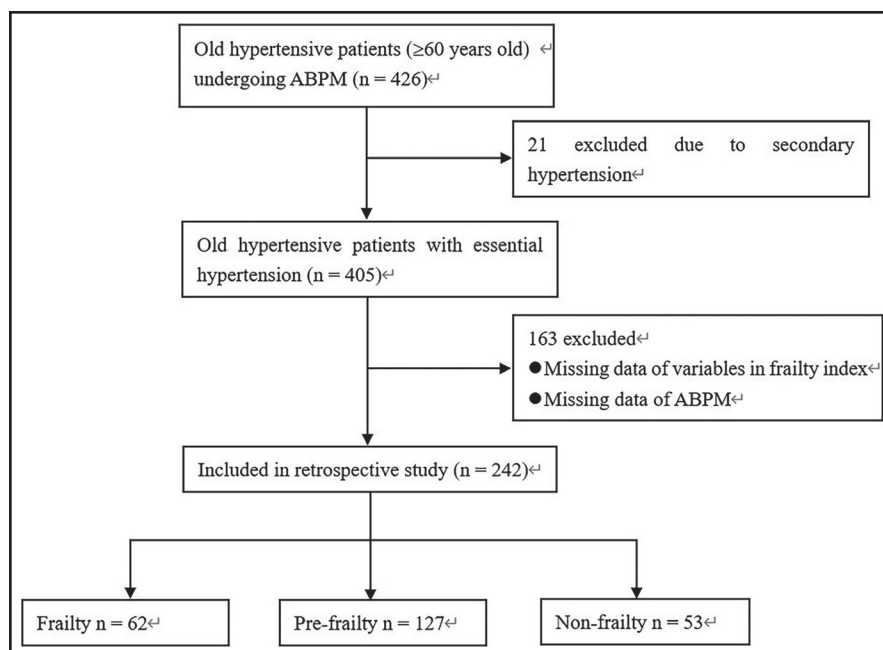 Old hypertensive patients (≥60 years old) ↵
undergoing ABPM (n = 426)↵
21 excluded due to secondary
hypertension↵
Old hypertensive patients with essential
hypertension (n = 405)↵
163 excluded↵
●Missing data of variables in frailty index↵
●Missing data of ABPM↵
Included in retrospective study (n = 242)↵
Frailty n = 62↵
Pre-frailty n = 127↵
Non-frailty n = 53↵